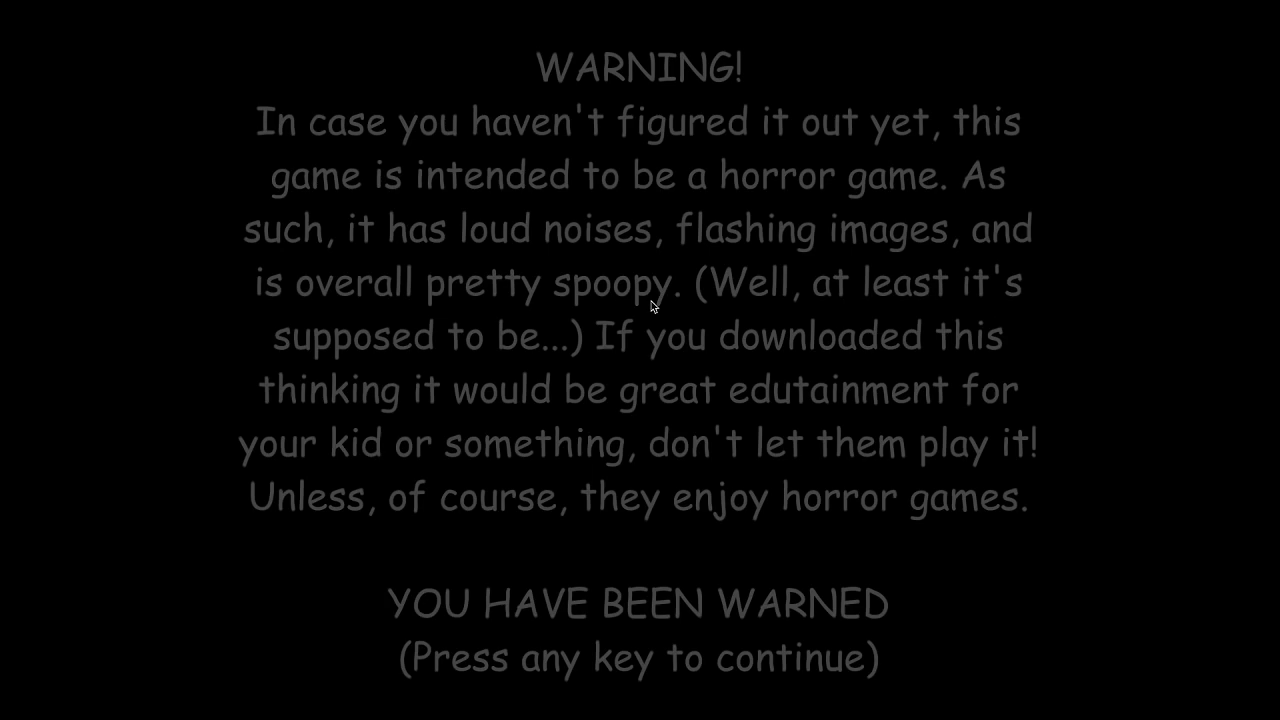 WARNING!
In case you haven't figured it out yet, this
game is intended to be a horror game. As
such, it has loud noises, flashing images, and
is overall pretty spoopy. (Well, at least it's
supposed to be...) If you downloaded this
thinking it would be great edutainment for
your kid or something, don't let them play it!
Unless, of course, they enjoy horror games.
YOU HAVE BEEN WARNED
(Press any key to continue)